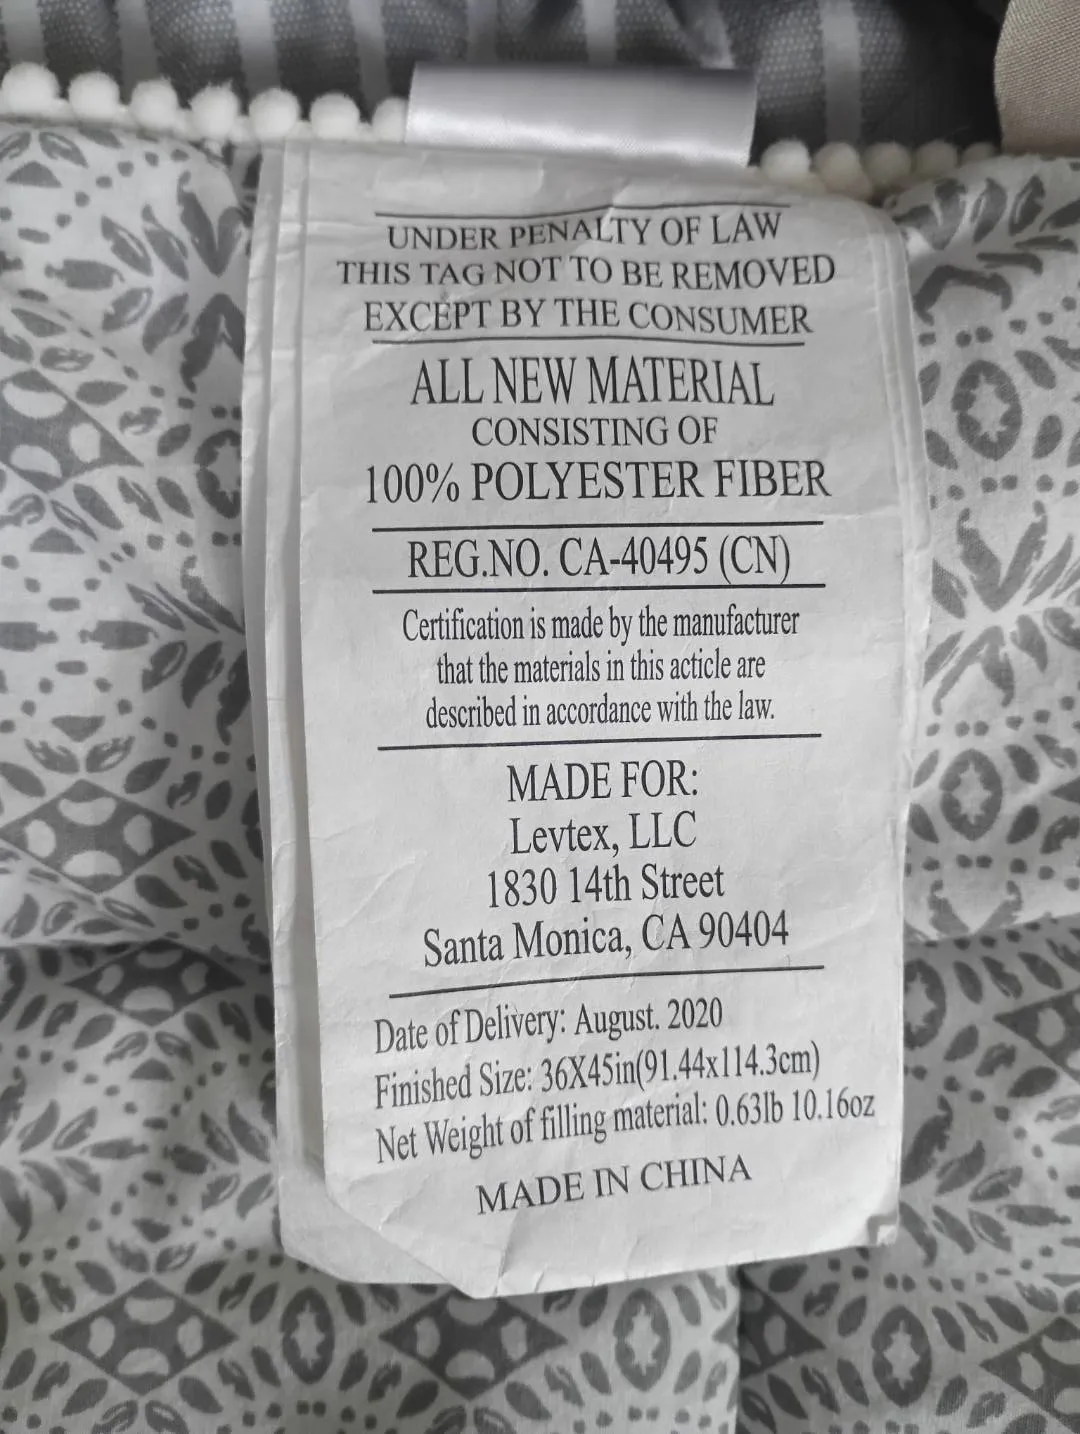 UNDER PENALTY OF LAW
THIS TAG NOT TO BE REMOVED
EXCEPT BY THE CONSUMER
ALL NEW MATERIAL
CONSISTING OF
100% POLYESTER FIBER
REG.NO. CA-40495 (CN)
Certification is made by the manufacturer
that the materials in this acticle are
described in accordance with the law.
MADE FOR:
Levtex, LLC
1830 14th Street
Santa Monica, CA 90404
Date of Delivery: August. 2020
Finished Size: 36X45in(91.44x114.3cm)
Net Weight of filling material: 0.63lb 10.16oz
MADE IN CHINA